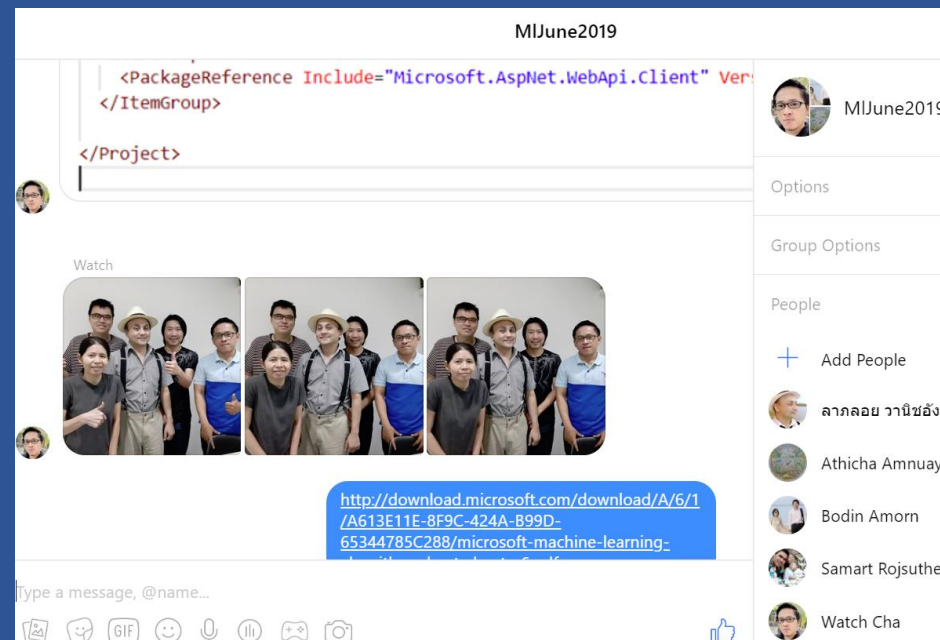 MlJune2019
<PackageReference Include="Microsoft.AspNet.WebApi.Client"
</ItemGroup>
</Project>
Watch
http://download.microsoft.com/download/A/6/1
/A613E11E-8F9C-424A-B99D-
65344785C288/microsoft-machine-learning-
Type a message, @name...
GIF
MlJune2019
Options
Group Options
People
Add People
ลาภลอย วานิชอัง
Athicha Amnuay
Bodin Amorn
Samart Rojsuthe
Watch Cha